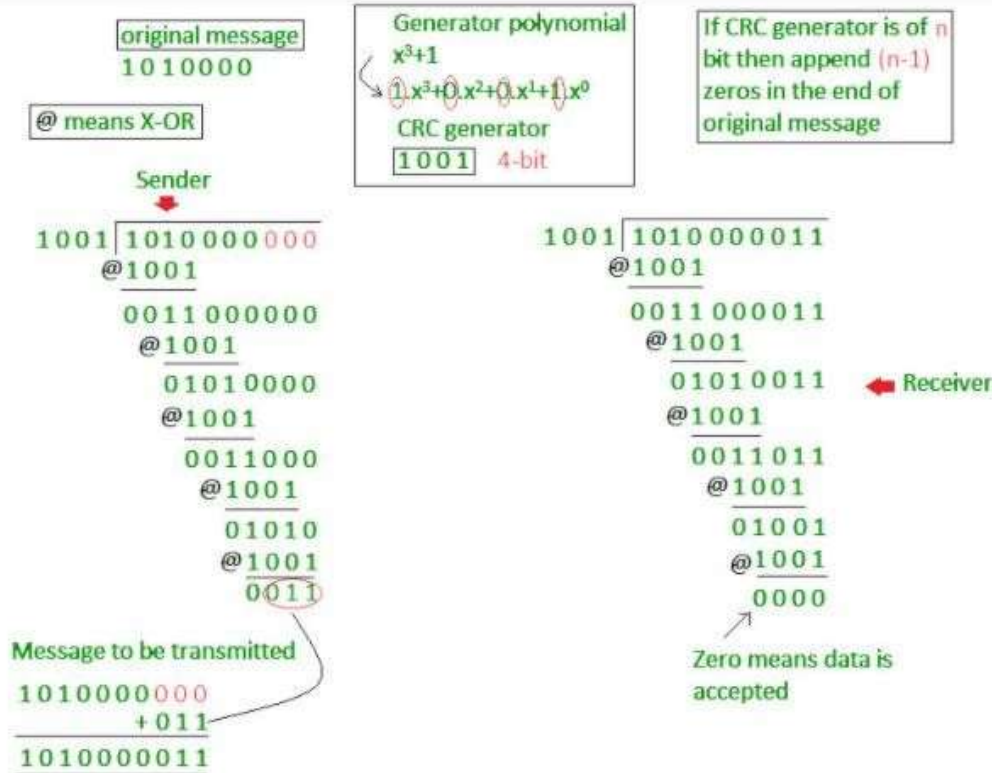 original message
1010000
@ means X-OR
Generator polynomial
x³+1
1.x³+0.x²+0.x¹+1.x⁰
CRC generator
1001 4-bit
If CRC generator is of n
bit then append (n-1)
zeros in the end of
original message
Sender
1001 1010000000
@1001
0011000000
@1001
01010000
@1001
0011000
@1001
01010
@1001
0011
Message to be transmitted
1010000000
+011
1010000011
1001 1010000011
@1001
0011000011
@1001
01010011
Receiver
@1001
0011011
@1001
01001
@1001
0000
Zero means data is
accepted